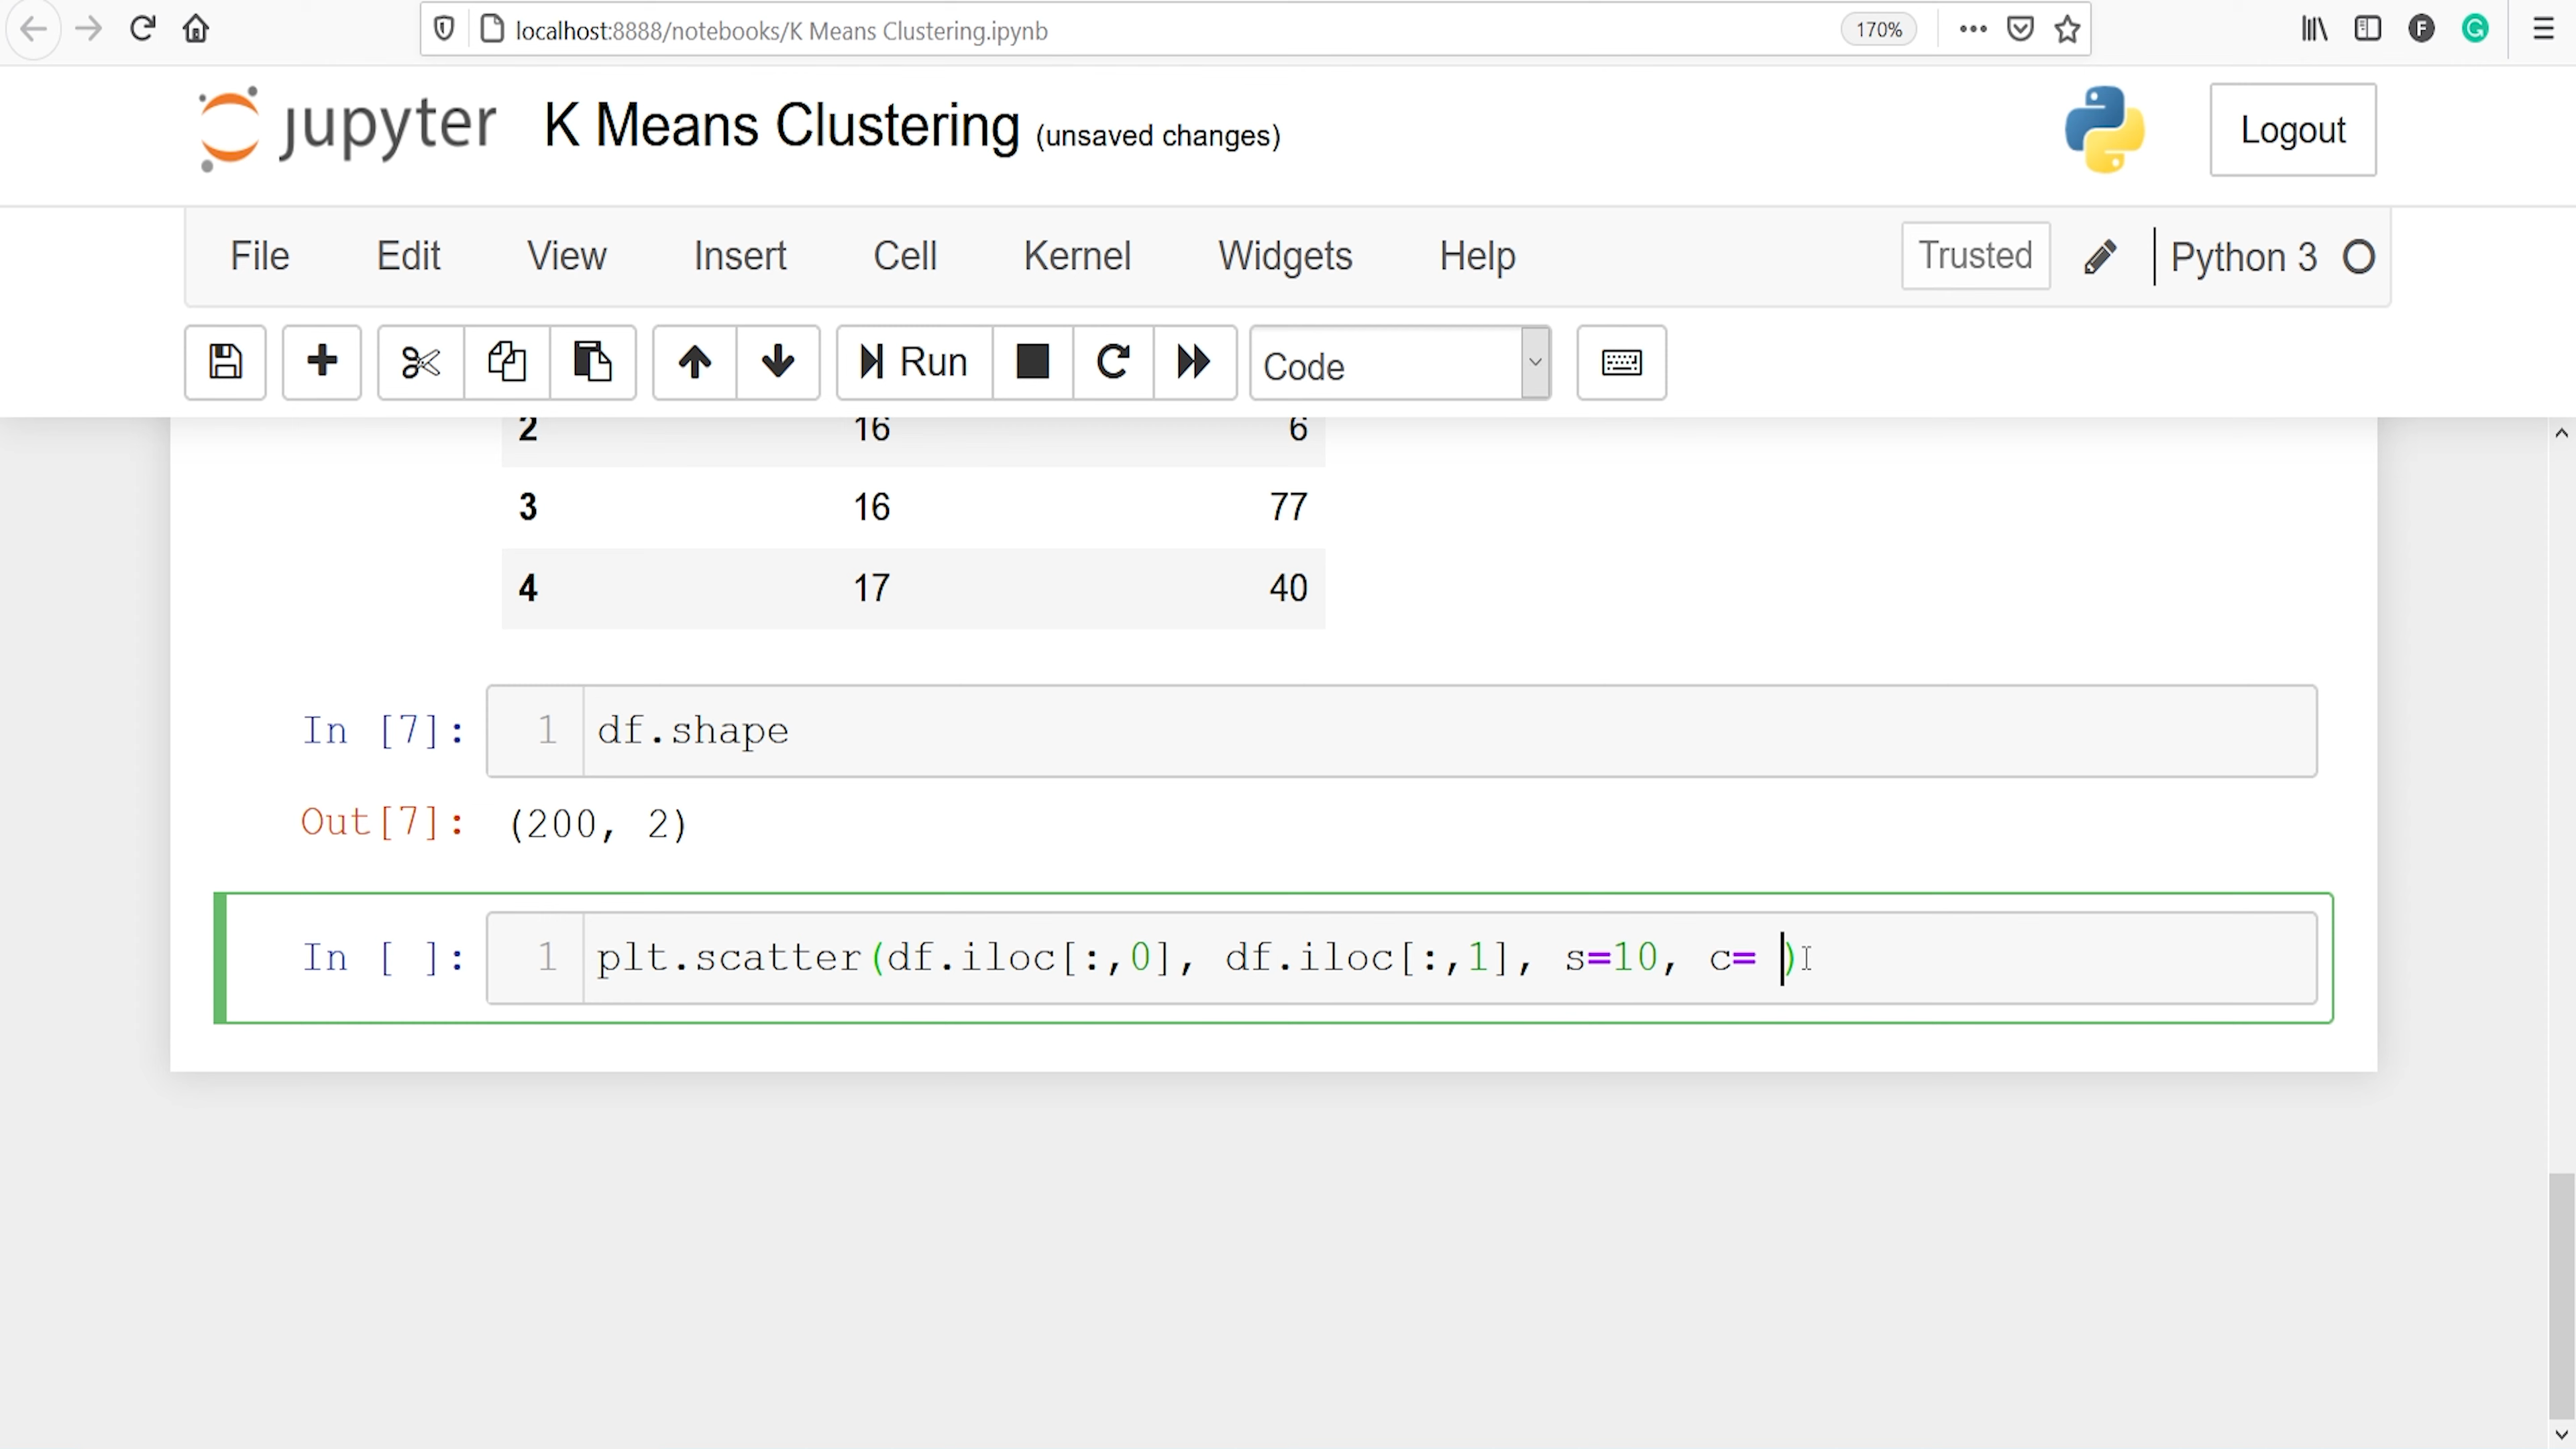 localhost:8888/notebooks/K Means Clustering.ipynb
170%
F
G
jupyter K Means Clustering (unsaved changes)
Logout
File Edit View Insert Cell Kernel Widgets Help
Trusted
Python 3
Run
Code
2 16 6
3 16 77
4 17 40
In [7]: 1 df.shape
Out[7]: (200, 2)
In [ ]: 1 plt.scatter(df.iloc[:,0], df.iloc[:,1], s=10, c= )